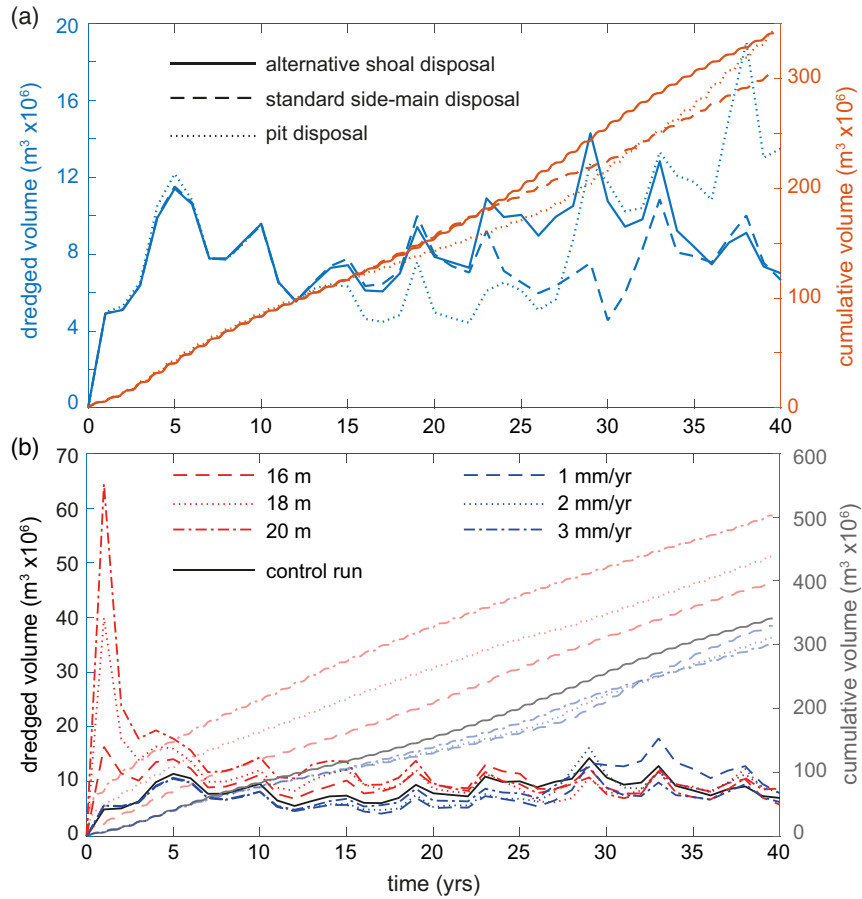 (a)
20
16
12
8
4
0
dredged volume (m³ x10⁶)
alternative shoal disposal
standard side-main disposal
pit disposal
300
200
100
0
cumulative volume (m³ x10⁶)
0 5 10 15 20 25 30 35 40
(b)
70
60
50
40
30
20
10
0
dredged volume (m³ x10⁶)
16 m
18 m
20 m
control run
1 mm/yr
2 mm/yr
3 mm/yr
600
500
400
300
200
100
0
cumulative volume (m³ x10⁶)
0 5 10 15 20 25 30 35 40
time (yrs)